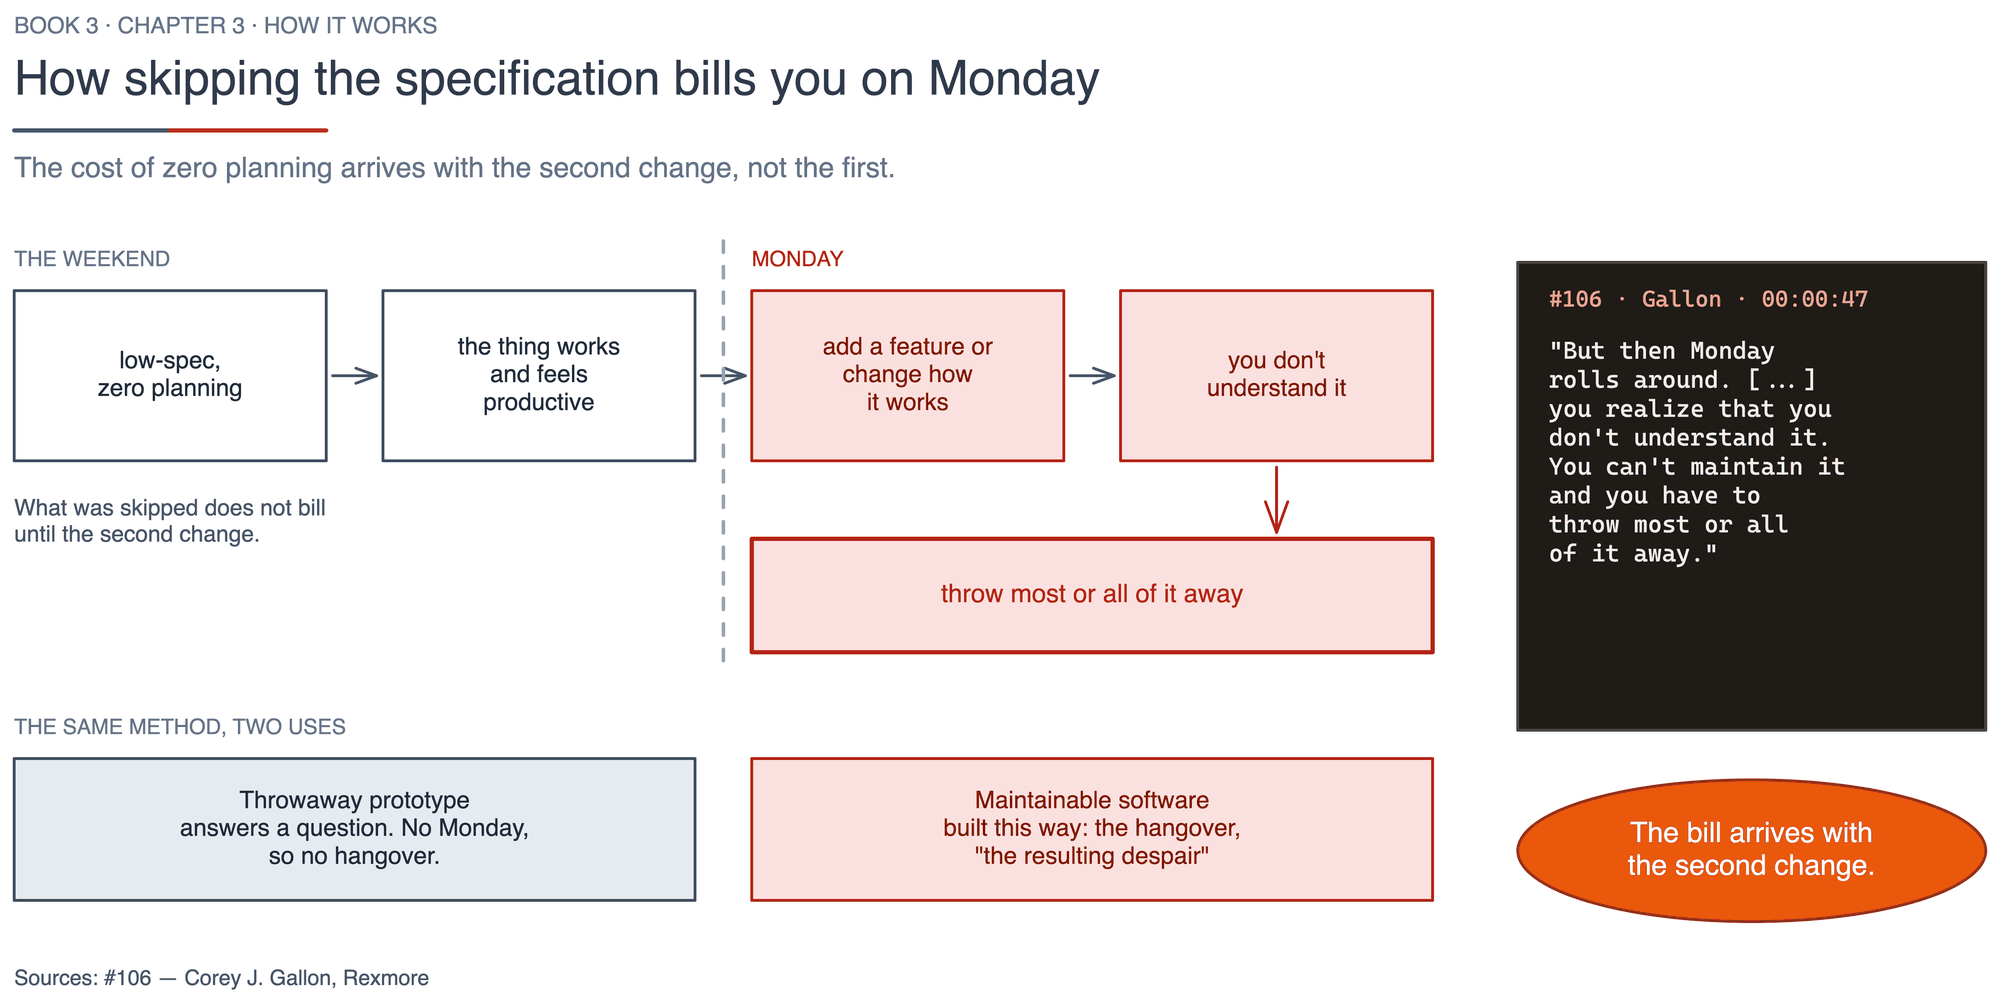 BOOK 3 · CHAPTER 3 · HOW IT WORKS
How skipping the specification bills you on Monday
The cost of zero planning arrives with the second change, not the first.
THE WEEKEND
low-spec,
zero planning
the thing works
and feels
productive
What was skipped does not bill
until the second change.
MONDAY
add a feature or
change how
it works
you don't
understand it
throw most or all of it away
#106 · Gallon · 00:00:47
"But then Monday
rolls around. [...]
you realize that you
don't understand it.
You can't maintain it
and you have to
throw most or all
of it away."
THE SAME METHOD, TWO USES
Throwaway prototype
answers a question. No Monday,
so no hangover.
Maintainable software
built this way: the hangover,
"the resulting despair"
The bill arrives with
the second change.
Sources: #106 — Corey J. Gallon, Rexmore